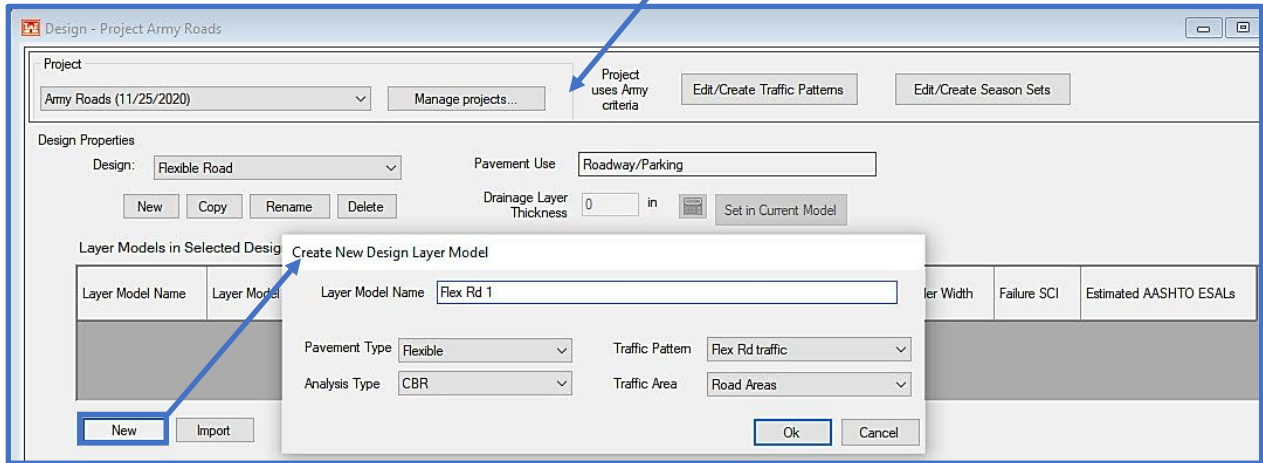 Design - Project Army Roads
Project
Army Roads (11/25/2020)
Manage projects...
Project
uses Army
criteria
Edit/Create Traffic Patterns
Edit/Create Season Sets
Design Properties
Design:
Flexible Road
Pavement Use
Roadway/Parking
New
Copy
Rename
Delete
Drainage Layer
Thickness
0
in
Set in Current Model
Layer Models in Selected Desig
Create New Design Layer Model
Layer Model Name
Layer Model
Layer Model Name
Flex Rd 1
er Width
Failure SCI
Estimated AASHTO ESALs
Pavement Type
Flexible
Traffic Pattern
Flex Rd traffic
Analysis Type
CBR
Traffic Area
Road Areas
New
Import
Ok
Cancel